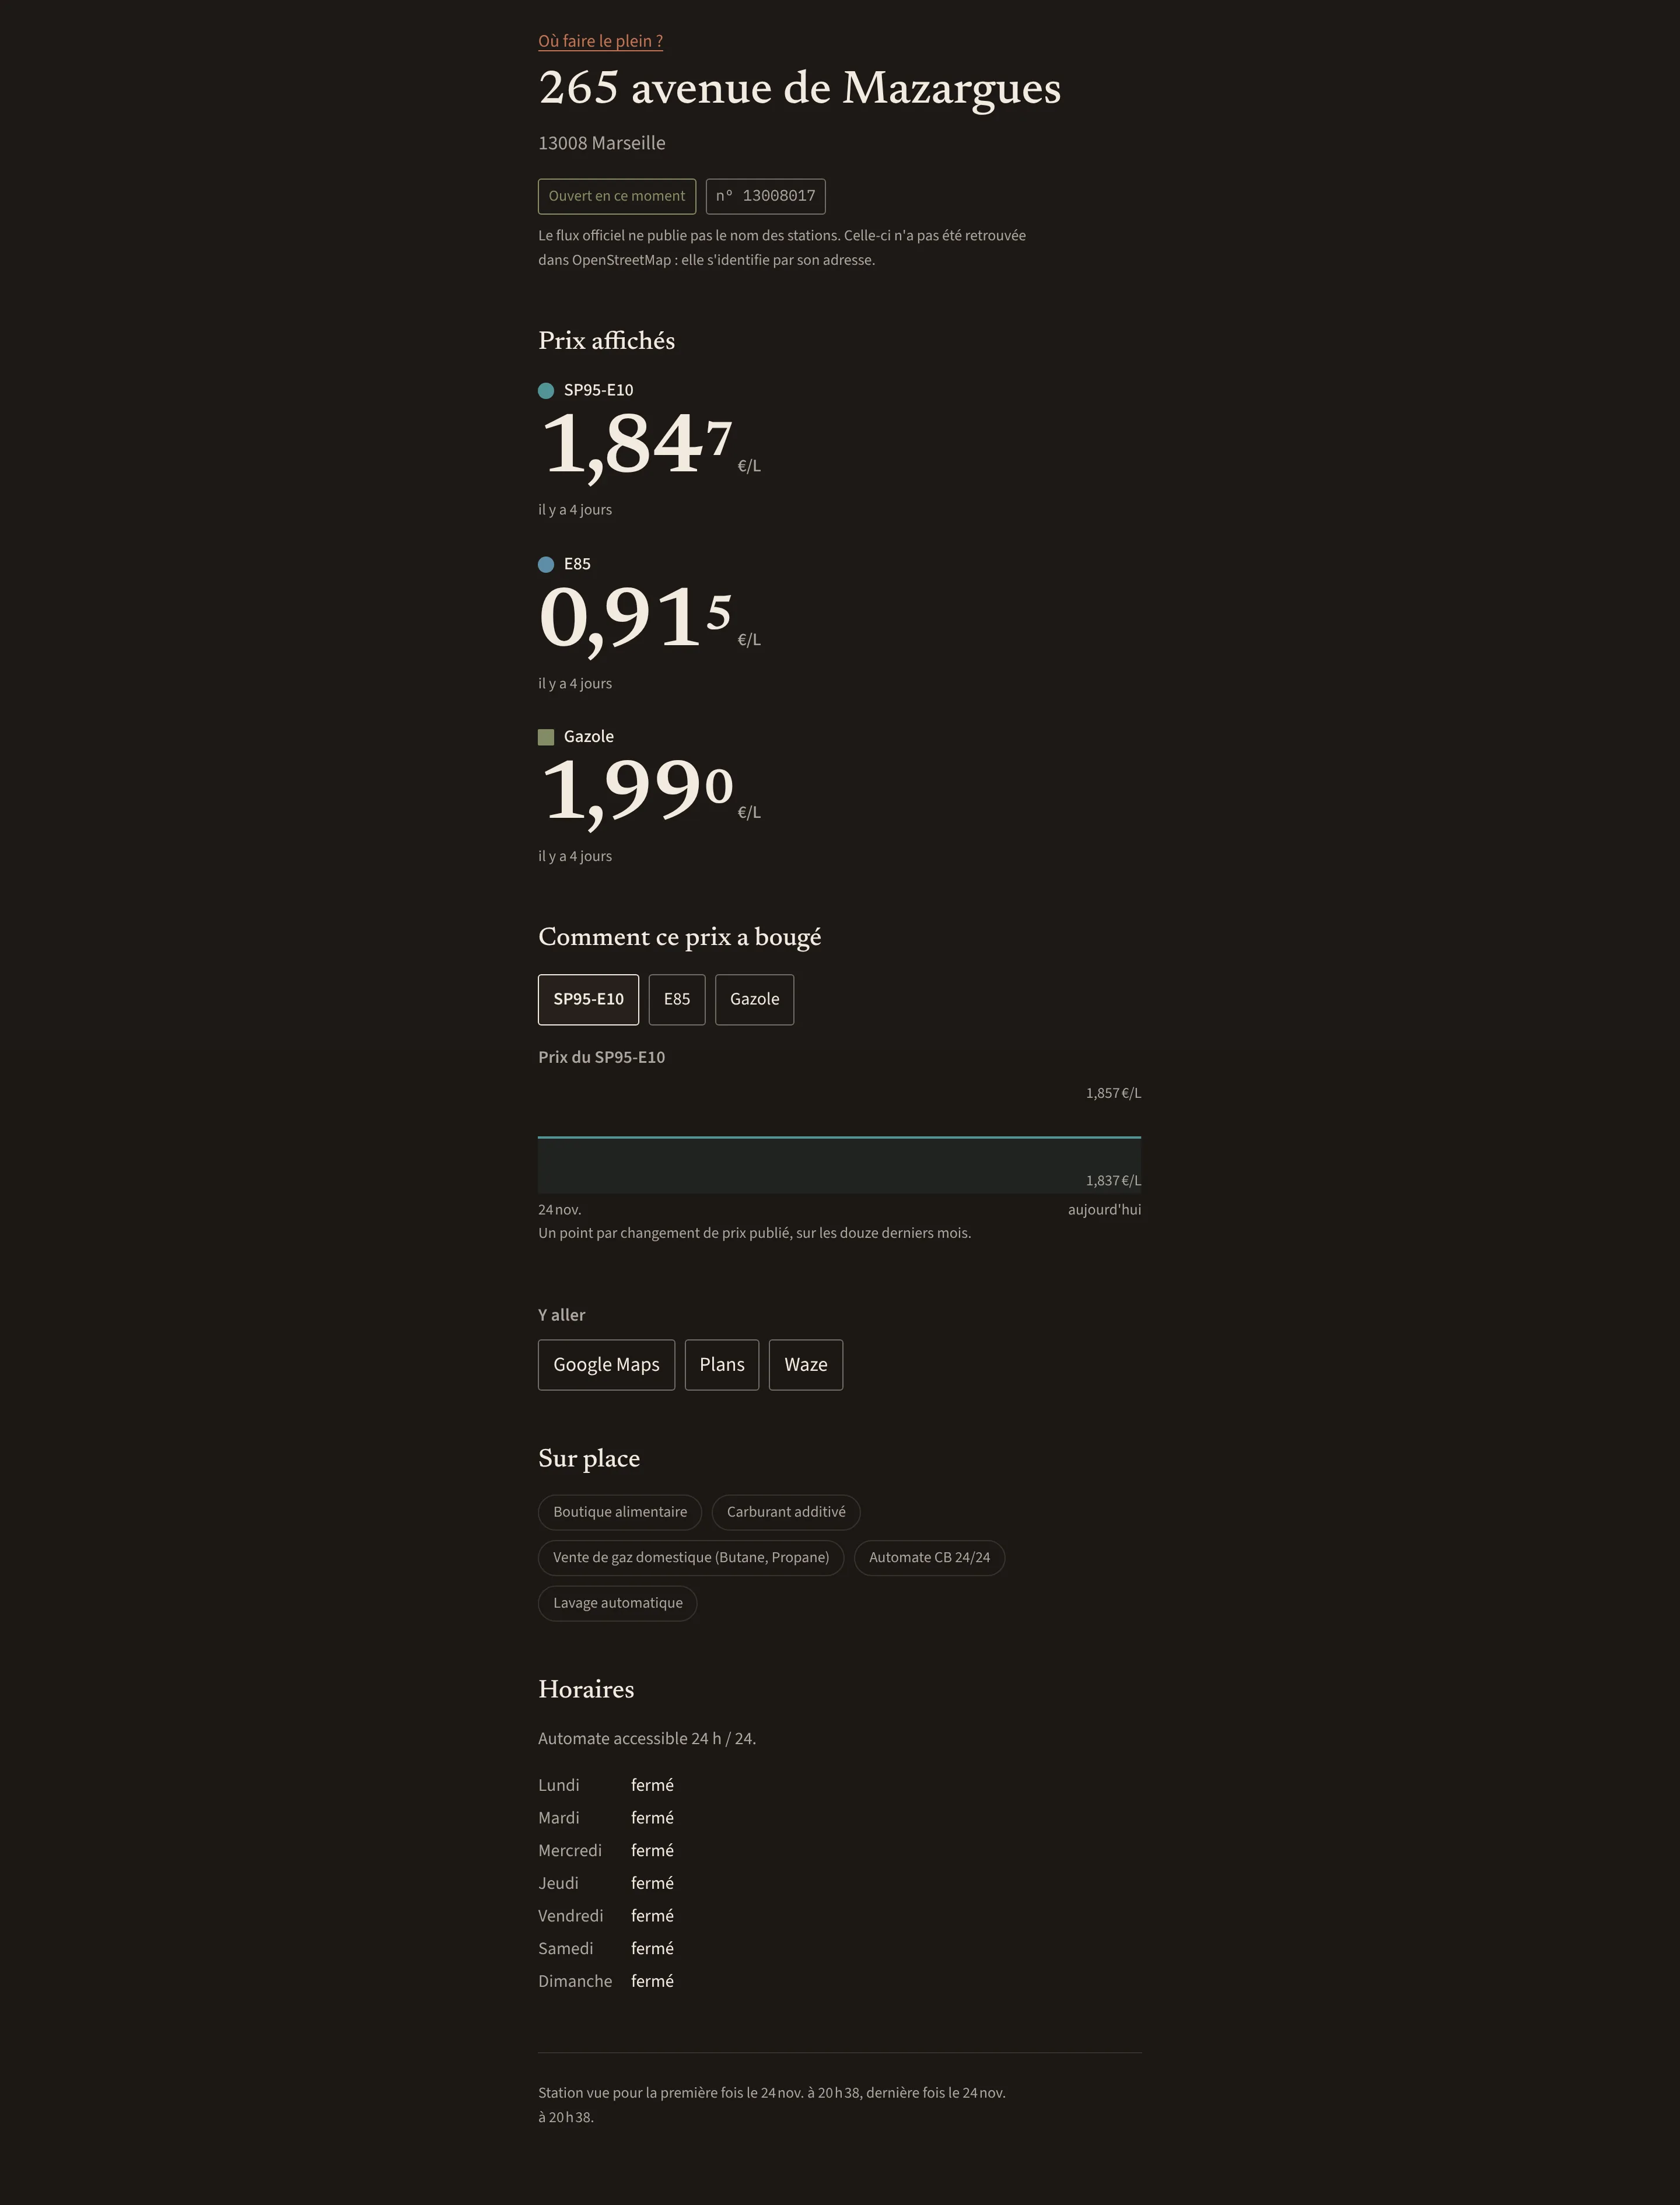 Où faire le plein ?
265 avenue de Mazargues
13008 Marseille
Ouvert en ce moment
n° 13008017
Le flux officiel ne publie pas le nom des stations. Celle-ci n'a pas été retrouvée
dans OpenStreetMap : elle s'identifie par son adresse.
Prix affichés
SP95-E10
1,847 €/L
il y a 4 jours
E85
0,915 €/L
il y a 4 jours
Gazole
1,990 €/L
il y a 4 jours
Comment ce prix a bougé
SP95-E10
E85
Gazole
Prix du SP95-E10
1,857 €/L
1,837 €/L
24 nov.
aujourd'hui
Un point par changement de prix publié, sur les douze derniers mois.
Y aller
Google Maps
Plans
Waze
Sur place
Boutique alimentaire
Carburant additivé
Vente de gaz domestique (Butane, Propane)
Automate CB 24/24
Lavage automatique
Horaires
Automate accessible 24 h / 24.
Lundi fermé
Mardi fermé
Mercredi fermé
Jeudi fermé
Vendredi fermé
Samedi fermé
Dimanche fermé
Station vue pour la première fois le 24 nov. à 20 h 38, dernière fois le 24 nov.
à 20 h 38.